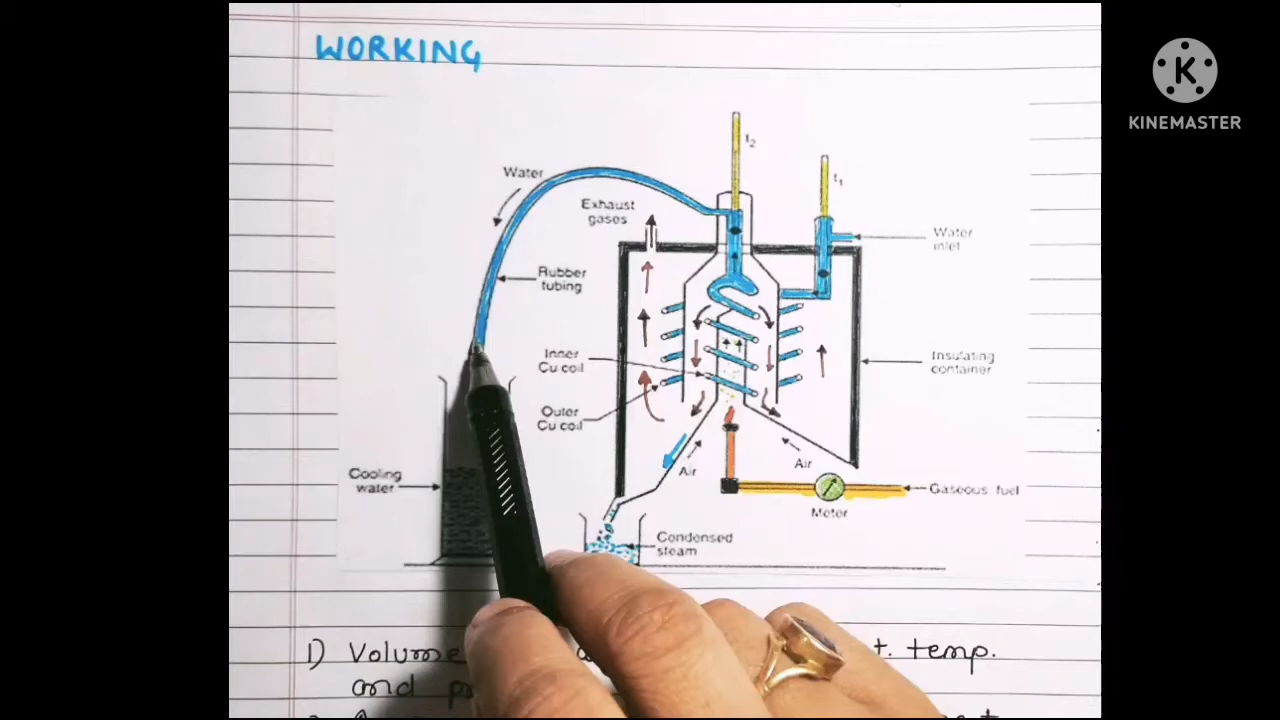 WORKING
K
KINEMASTER
t2
t1
Water
Exhaust
gases
Water
inlet
Rubber
tubing
Inner
Cu coil
Insulating
container
Outer
Cu coil
Cooling
water
Air
Air
Gaseous fuel
Meter
Condensed
steam
1) Volume t. temp.
and